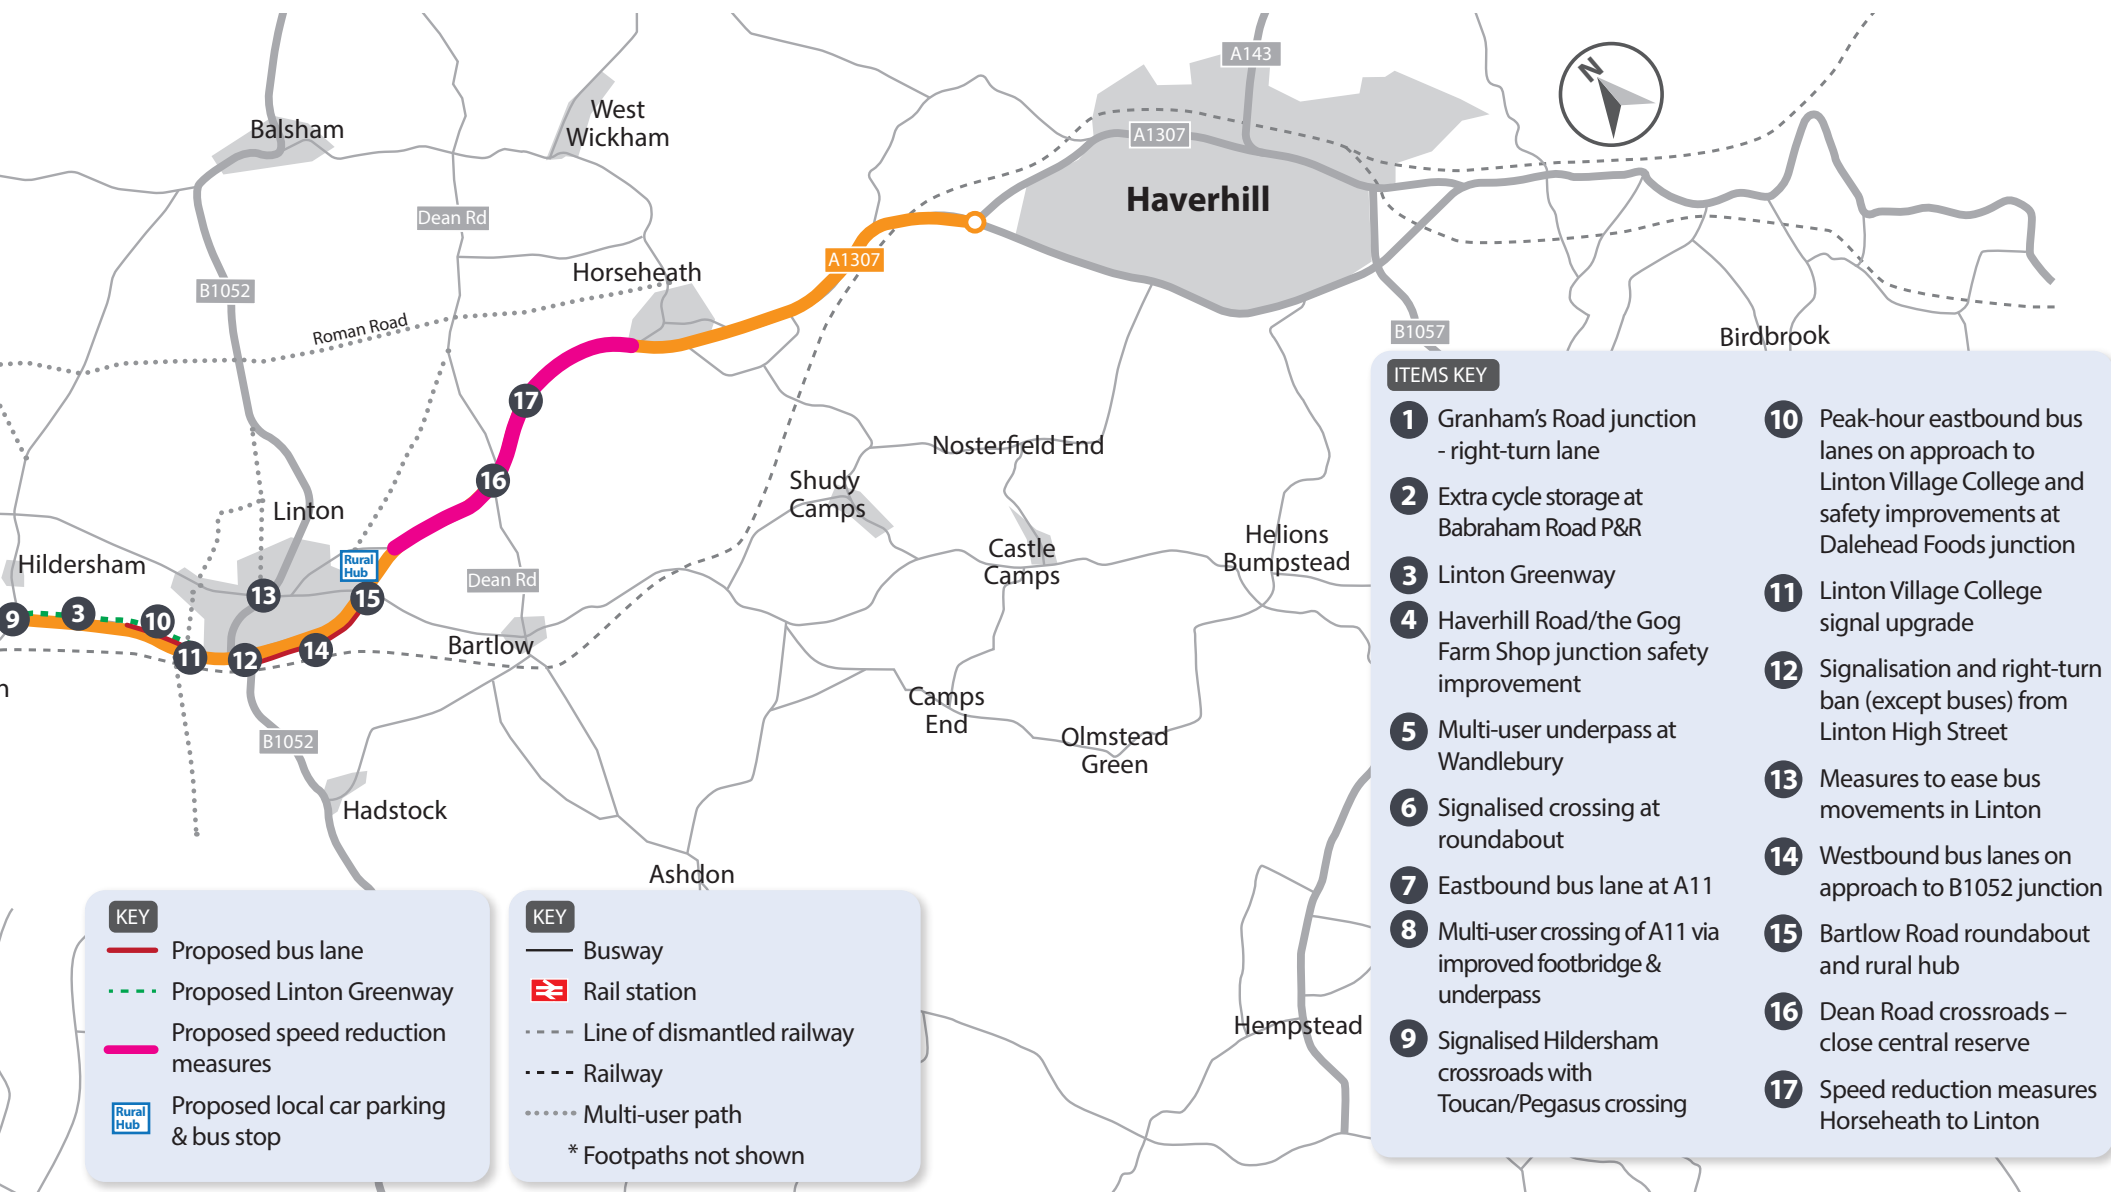 A143
N
West
Wickham
Balsham
A1307
Haverhill
Dean Rd
A1307
Horseheath
B1052
Roman Road
B1057
Birdbrook
17
Nosterfield End
16
Shudy
Camps
Linton
Helions
Bumpstead
Castle
Camps
Hildersham
Rural
Hub
Dean Rd
13
15
9
3
10
Bartlow
14
11
12
n
Camps
End
B1052
Olmstead
Green
Hadstock
Ashdon
Hempstead
KEY
Proposed bus lane
Proposed Linton Greenway
Proposed speed reduction
measures
Rural
Hub
Proposed local car parking
& bus stop
KEY
Busway
Rail station
Line of dismantled railway
Railway
Multi-user path
* Footpaths not shown
ITEMS KEY
1 Granham's Road junction
- right-turn lane
2 Extra cycle storage at
Babraham Road P&R
3 Linton Greenway
4 Haverhill Road/the Gog
Farm Shop junction safety
improvement
5 Multi-user underpass at
Wandlebury
6 Signalised crossing at
roundabout
7 Eastbound bus lane at A11
8 Multi-user crossing of A11 via
improved footbridge &
underpass
9 Signalised Hildersham
crossroads with
Toucan/Pegasus crossing
10 Peak-hour eastbound bus
lanes on approach to
Linton Village College and
safety improvements at
Dalehead Foods junction
11 Linton Village College
signal upgrade
12 Signalisation and right-turn
ban (except buses) from
Linton High Street
13 Measures to ease bus
movements in Linton
14 Westbound bus lanes on
approach to B1052 junction
15 Bartlow Road roundabout
and rural hub
16 Dean Road crossroads –
close central reserve
17 Speed reduction measures
Horseheath to Linton